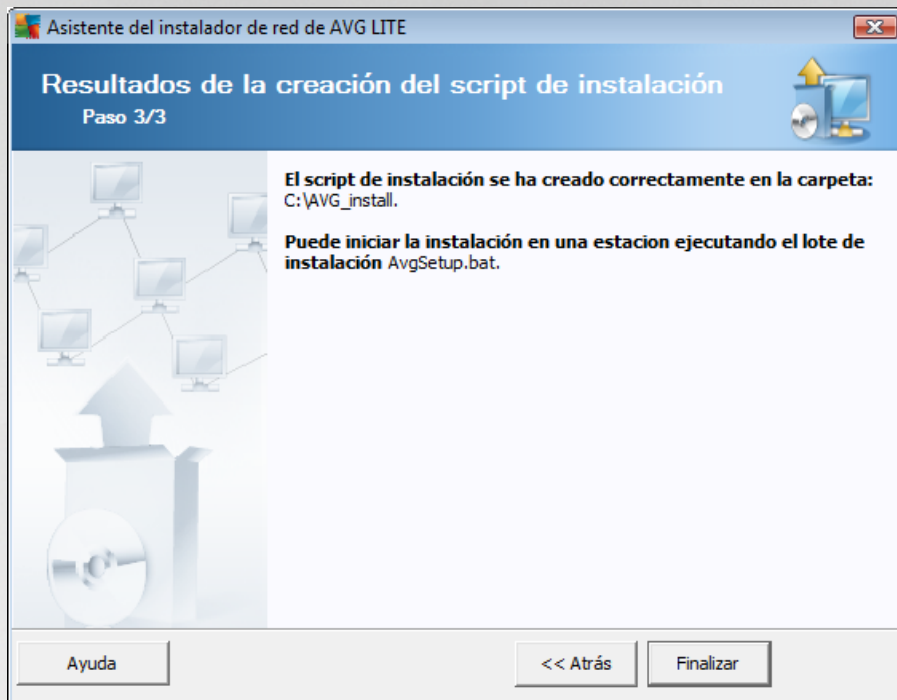 Asistente del instalador de red de AVG LITE
Resultados de la creación del script de instalación
Paso 3/3
El script de instalación se ha creado correctamente en la carpeta:
C:\AVG_install.
Puede iniciar la instalación en una estacion ejecutando el lote de
instalación AvgSetup.bat.
Ayuda
<< Atrás
Finalizar